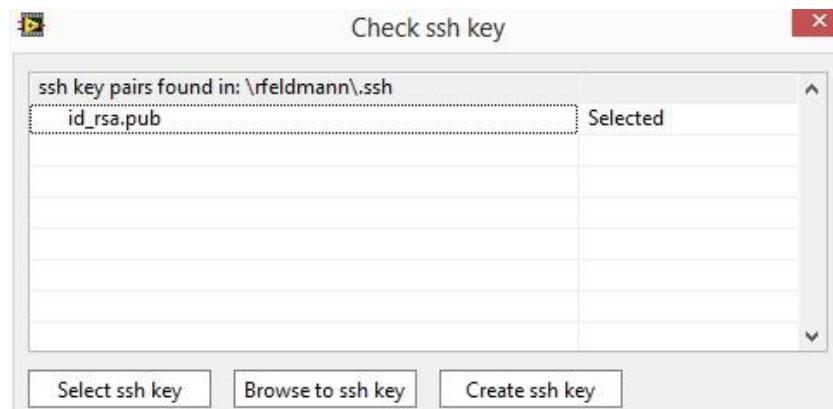 Check ssh key
ssh key pairs found in: \rfeldmann\.ssh
id_rsa.pub Selected
Select ssh key Browse to ssh key Create ssh key